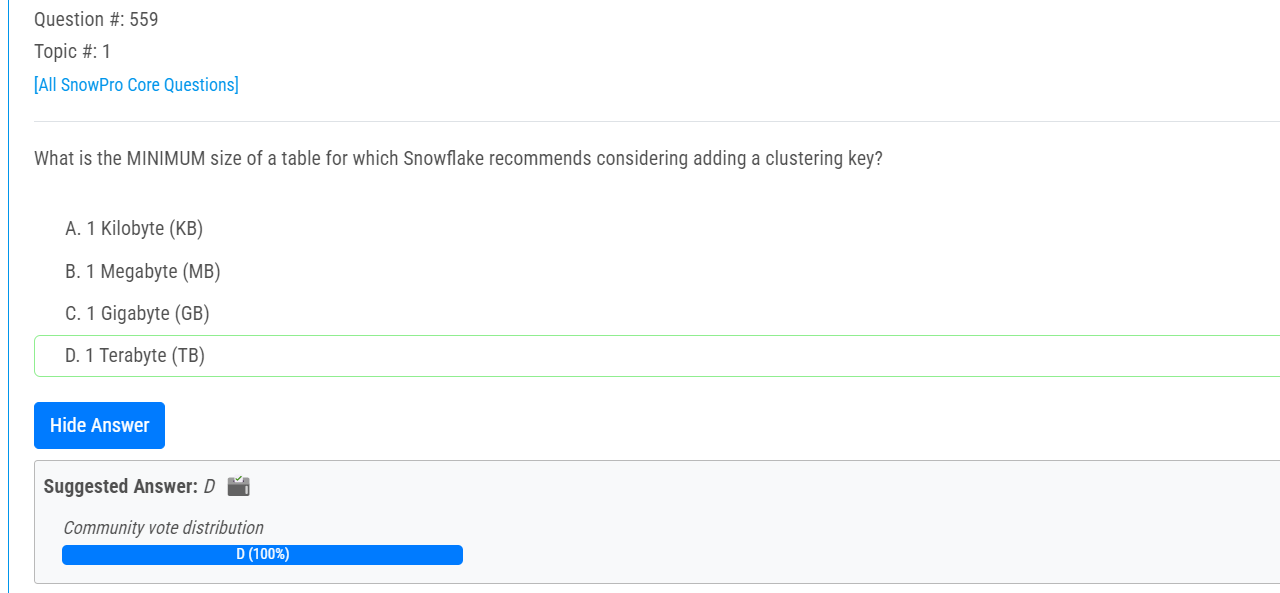 Question #: 559
Topic #: 1
[All SnowPro Core Questions]
What is the MINIMUM size of a table for which Snowflake recommends considering adding a clustering key?
A. 1 Kilobyte (KB)
B. 1 Megabyte (MB)
C. 1 Gigabyte (GB)
D. 1 Terabyte (TB)
Hide Answer
Suggested Answer: D
Community vote distribution
D (100%)